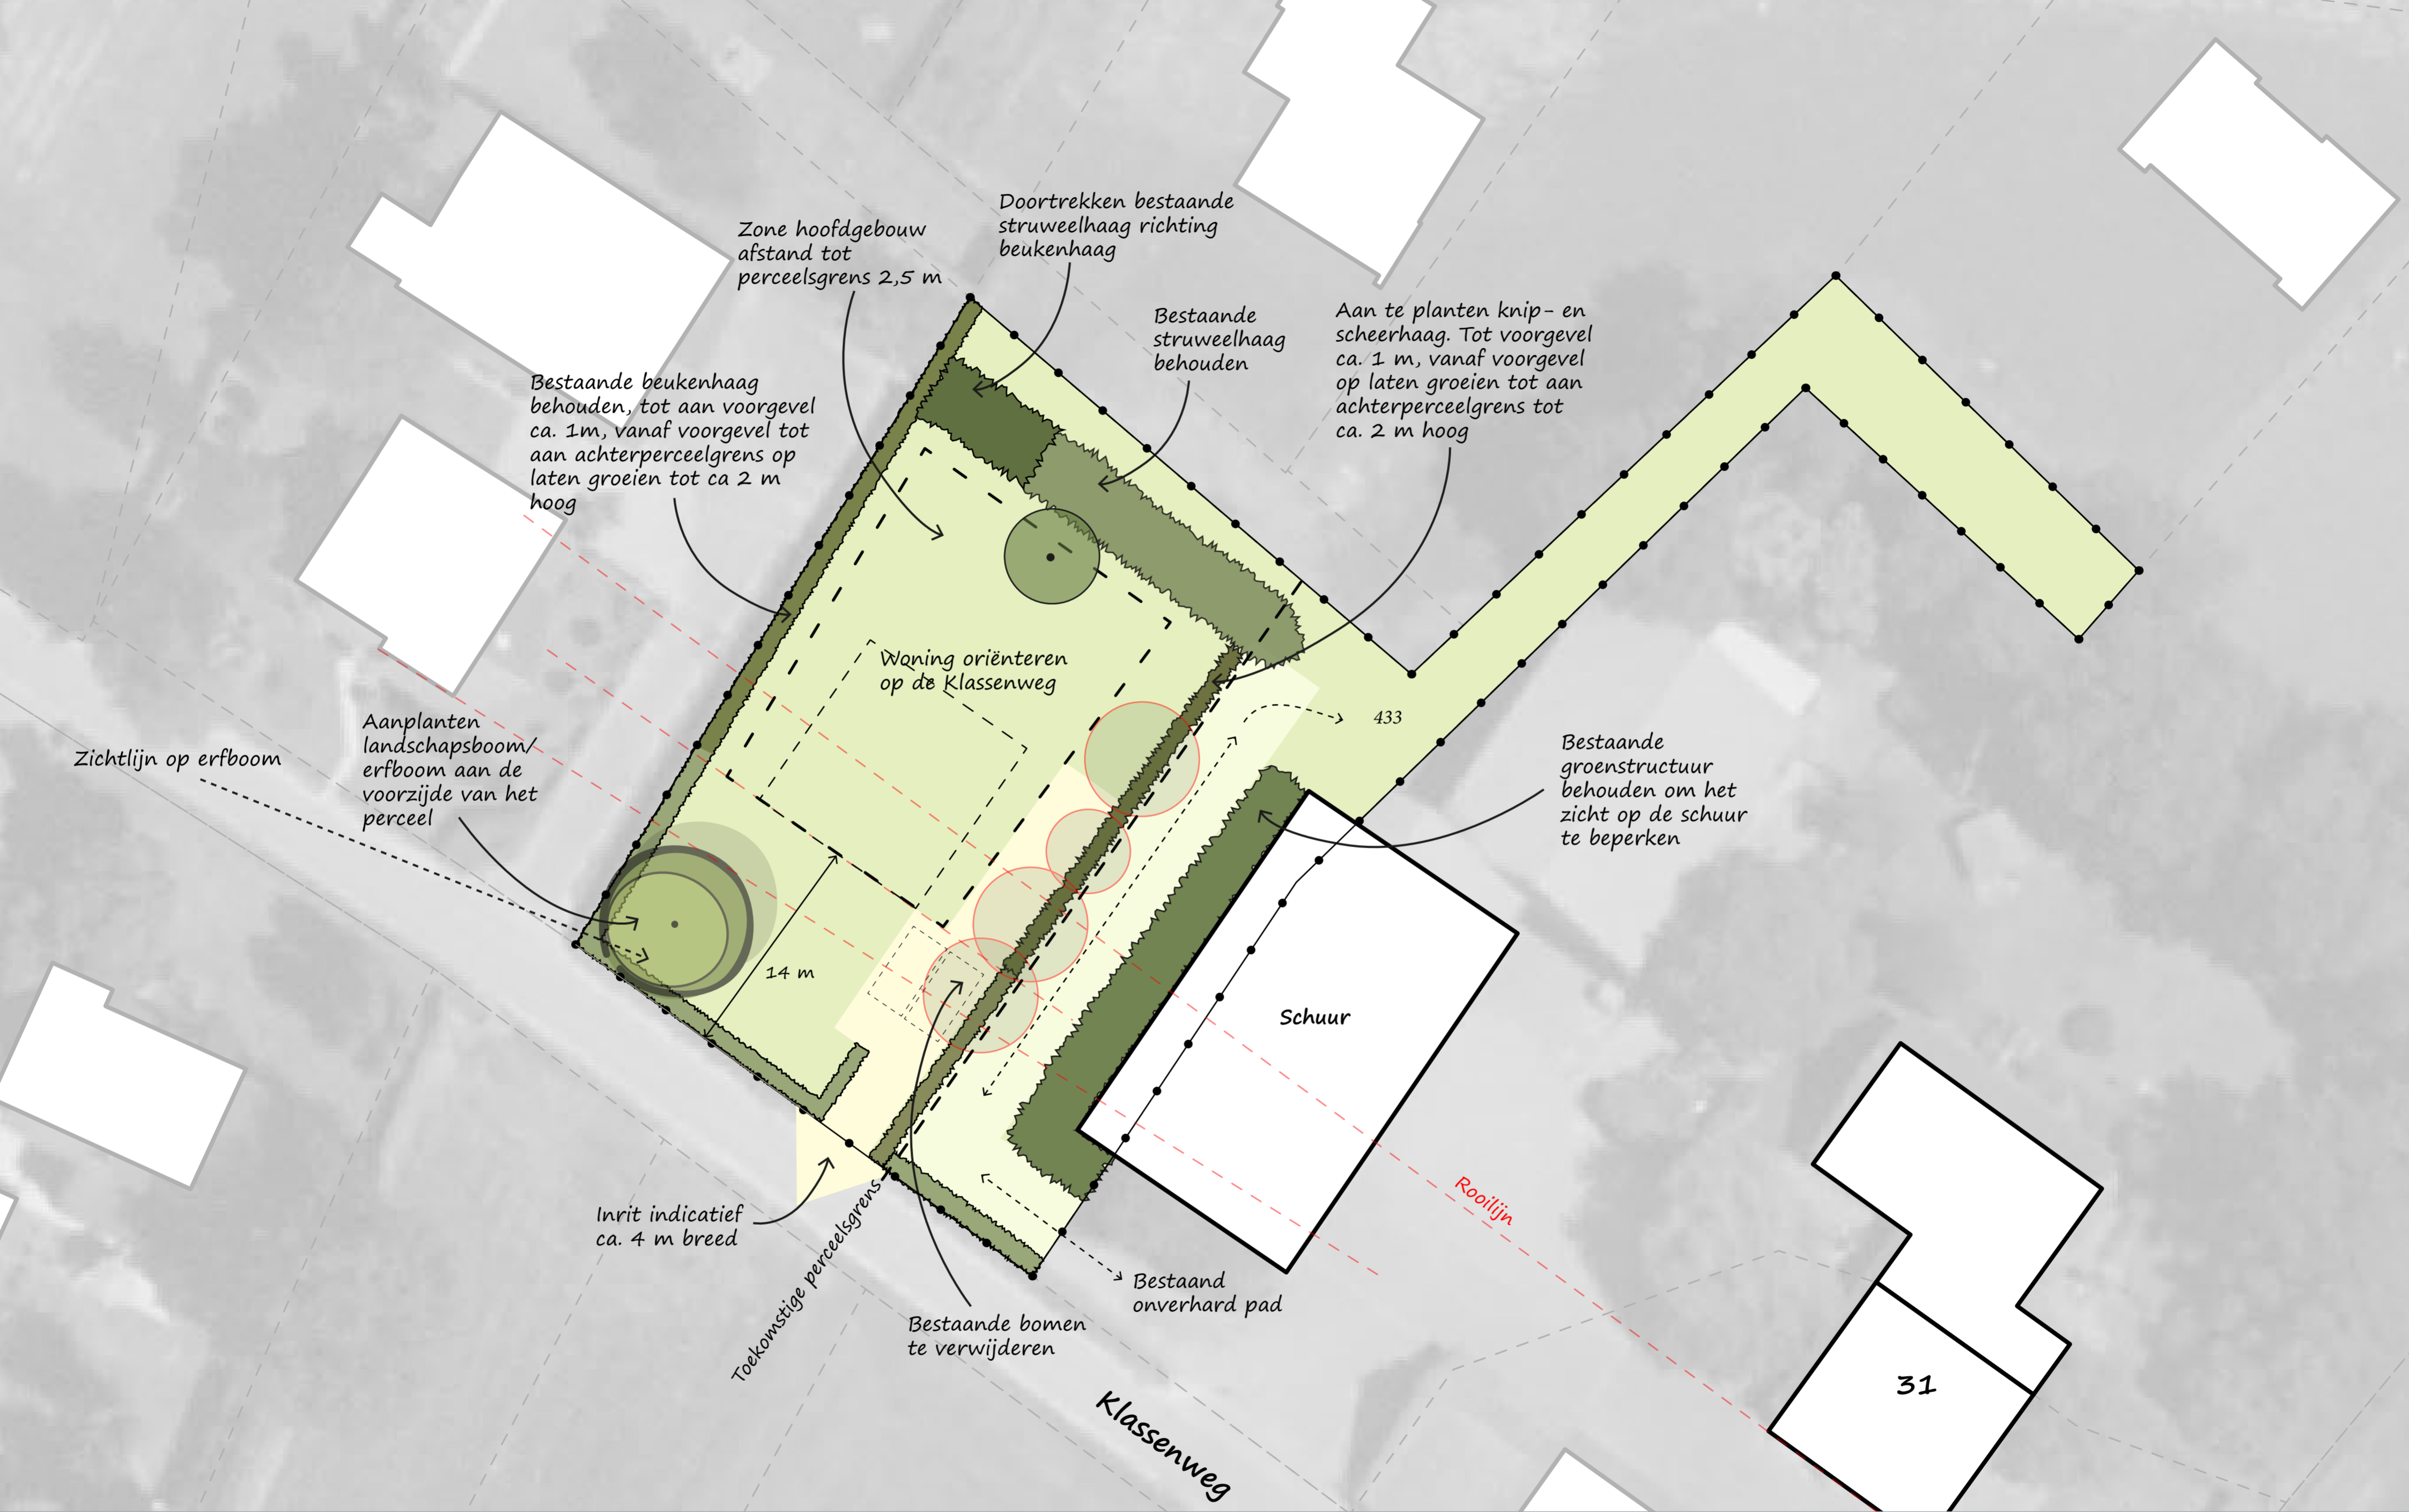 Doortrekken bestaande
struweelhaag richting
beukenhaag
Zone hoofdgebouw
afstand tot
perceelsgrens 2,5 m
Bestaande
struweelhaag
behouden
Aan te planten knip- en
scheerhaag. Tot voorgevel
ca. 1 m, vanaf voorgevel
op laten groeien tot aan
achterperceelgrens tot
ca. 2 m hoog
Bestaande beukenhaag
behouden, tot aan voorgevel
ca. 1m, vanaf voorgevel tot
aan achterperceelgrens op
laten groeien tot ca 2 m
hoog
Woning oriënteren
op de Klassenweg
Aanplanten
landschapsboom/
erfboom aan de
voorzijde van het
perceel
Zichtlijn op erfboom
433
Bestaande
groenstructuur
behouden om het
zicht op de schuur
te beperken
14 m
Schuur
Rooilijn
Inrit indicatief
ca. 4 m breed
Toekomstige perceelsgrens
Bestaand
onverhard pad
Bestaande bomen
te verwijderen
31
Klassenweg